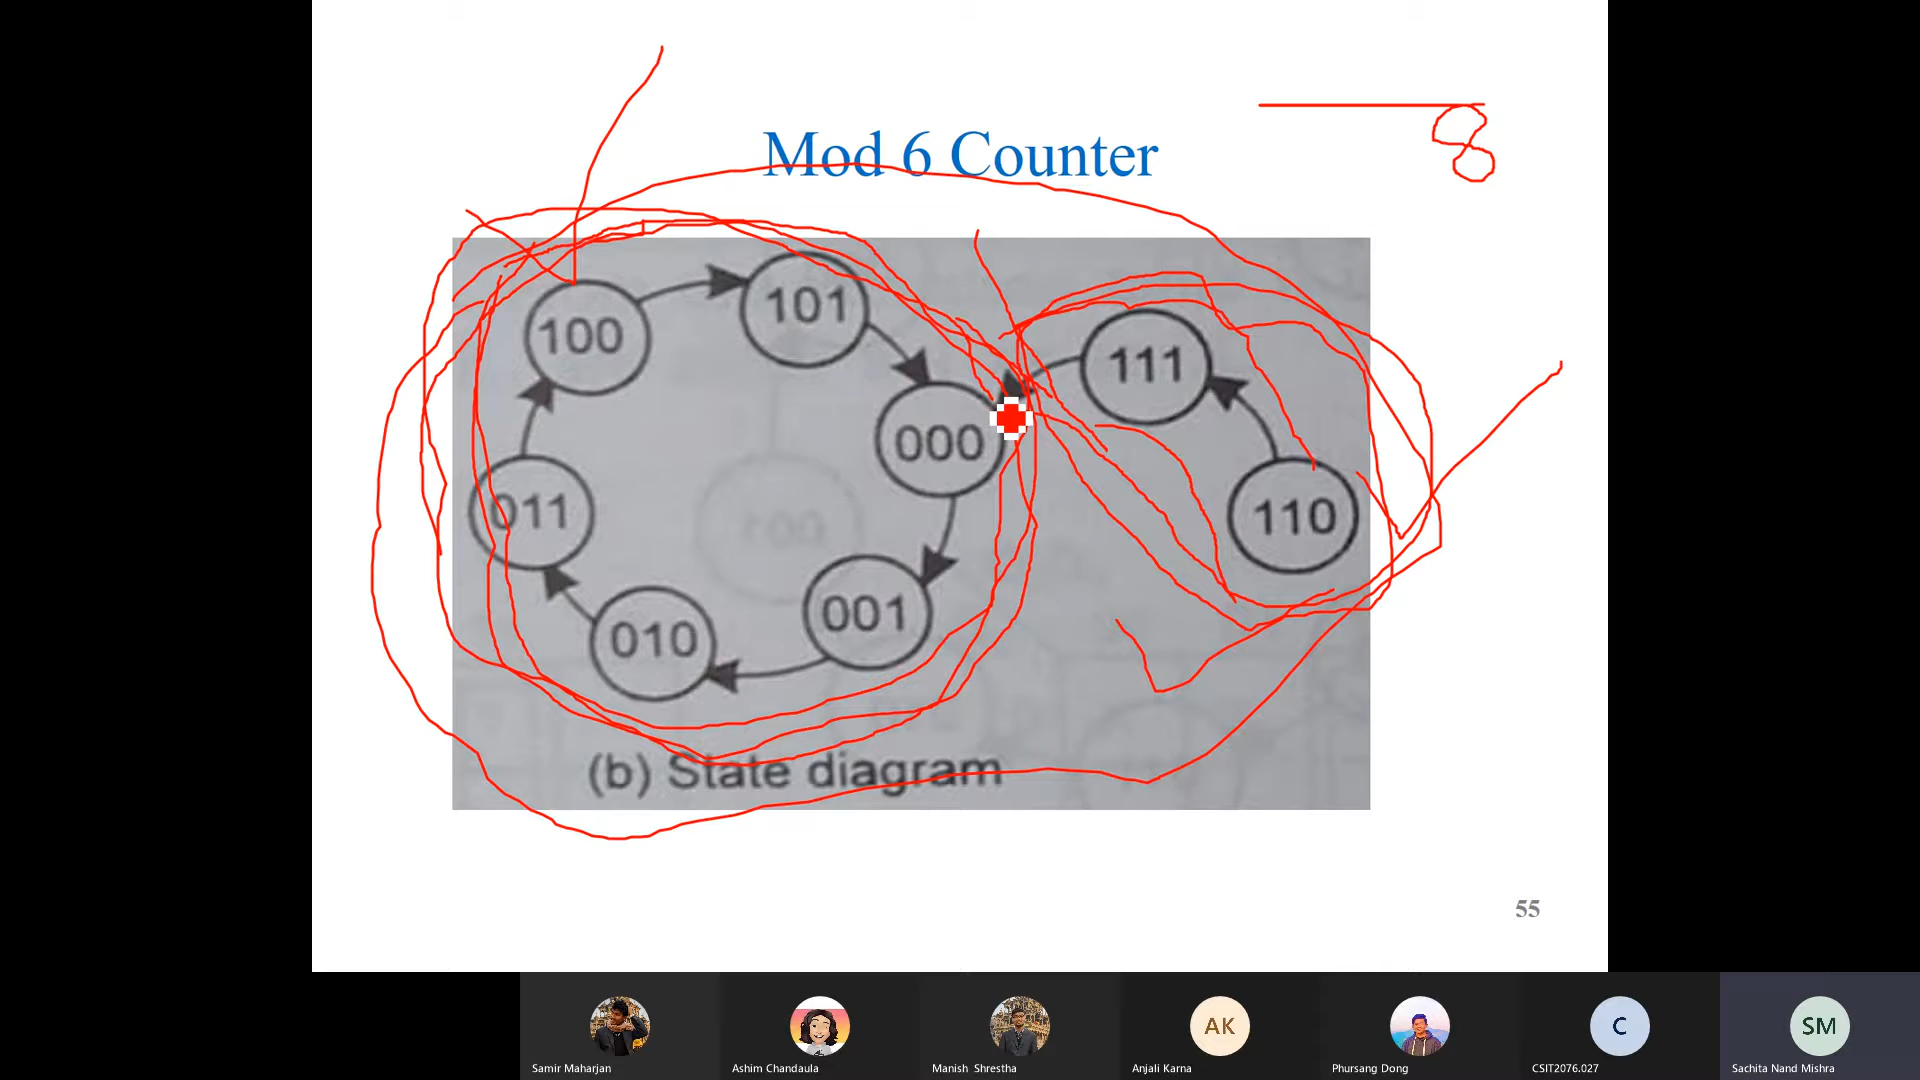 8
Mod 6 Counter
100
101
000
001
010
011
111
110
(b) State diagram
55
AK
C
SM
Samir Maharjan
Ashim Chandaula
Manish Shrestha
Anjali Karna
Phursang Dong
CSIT2076.027
Sachita Nand Mishra